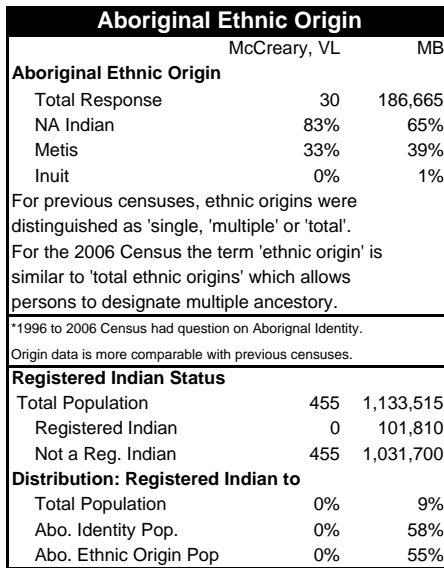 Aboriginal Ethnic Origin
McCreary, VL MB
Aboriginal Ethnic Origin
Total Response 30 186,665
NA Indian 83% 65%
Metis 33% 39%
Inuit 0% 1%
For previous censuses, ethnic origins were
distinguished as 'single, 'multiple' or 'total'.
For the 2006 Census the term 'ethnic origin' is
similar to 'total ethnic origins' which allows
persons to designate multiple ancestory.
*1996 to 2006 Census had question on Aborignal Identity.
Origin data is more comparable with previous censuses.
Registered Indian Status
Total Population 455 1,133,515
Registered Indian 0 101,810
Not a Reg. Indian 455 1,031,700
Distribution: Registered Indian to
Total Population 0% 9%
Abo. Identity Pop. 0% 58%
Abo. Ethnic Origin Pop 0% 55%